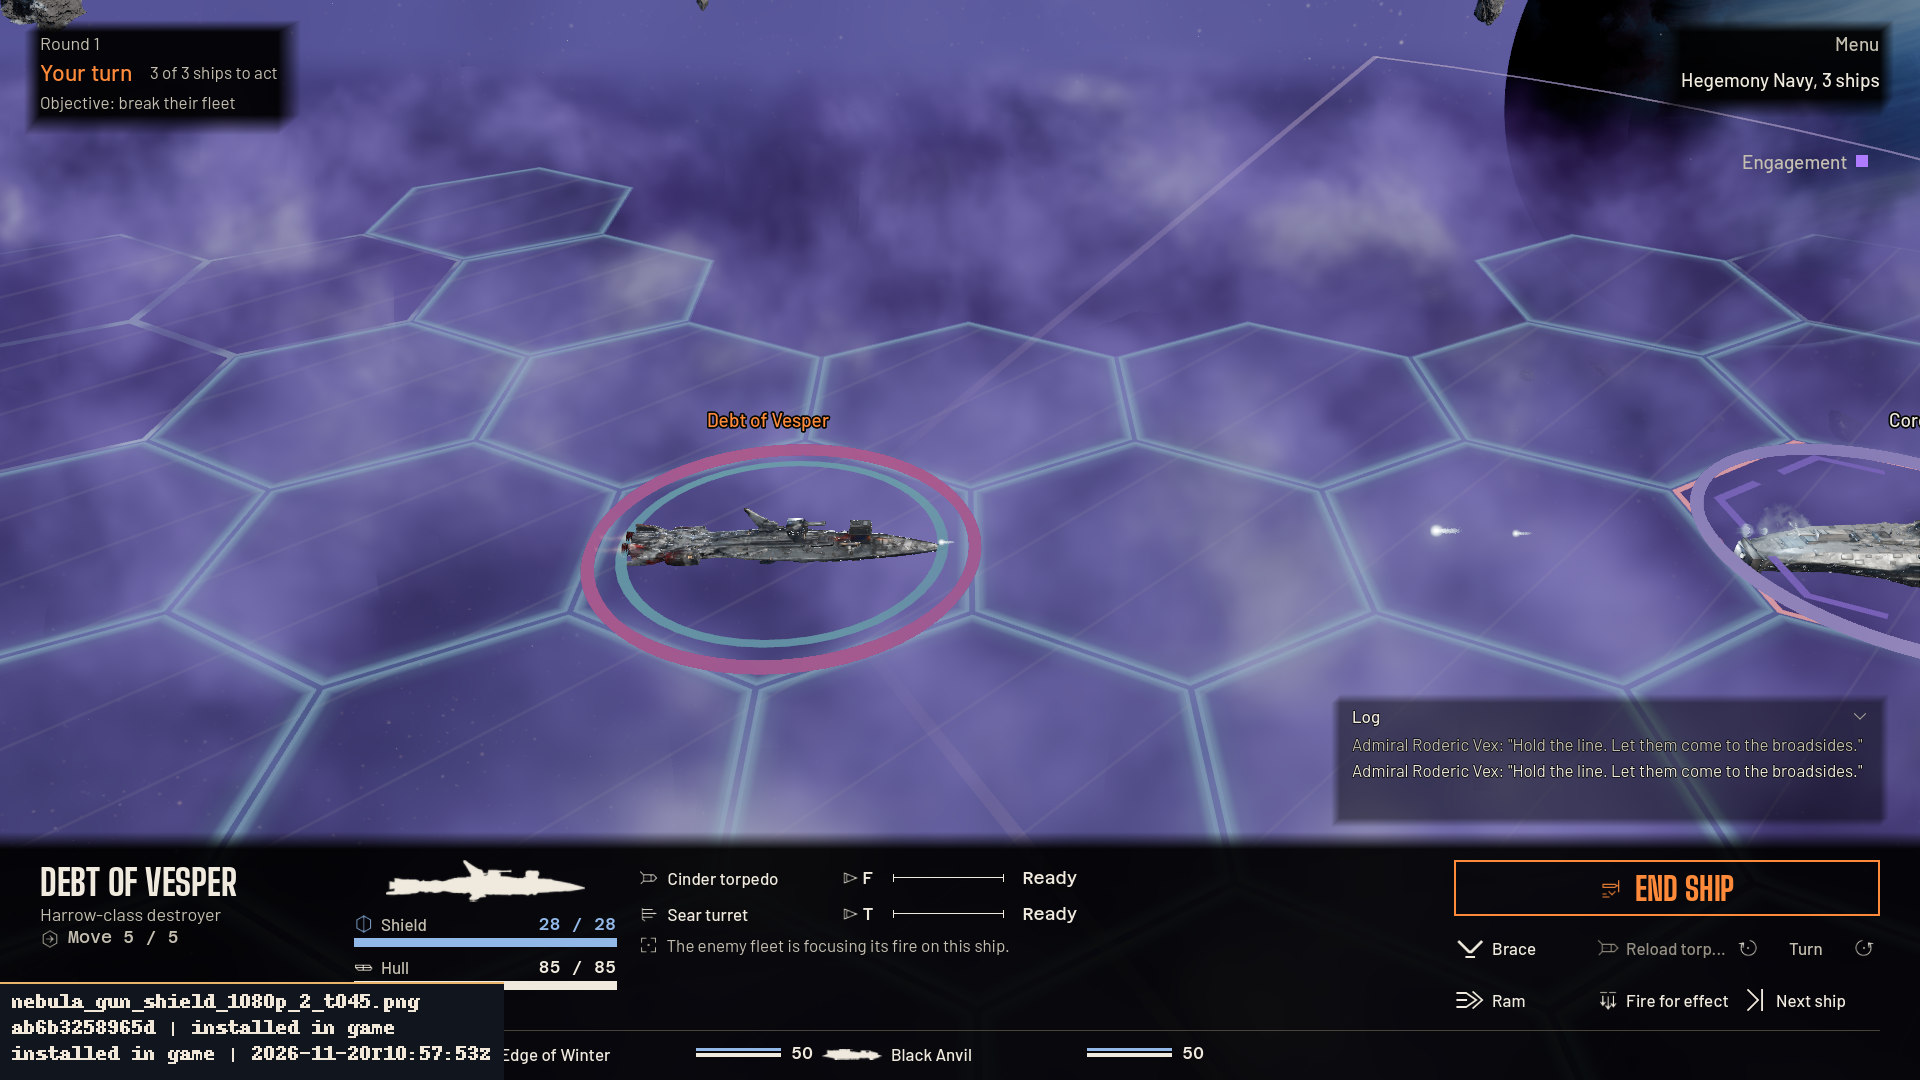 Round 1
Your turn 3 of 3 ships to act
Objective: break their fleet
Menu
Hegemony Navy, 3 ships
Engagement
Debt of Vesper
Cor
Log
Admiral Roderic Vex: "Hold the line. Let them come to the broadsides."
Admiral Roderic Vex: "Hold the line. Let them come to the broadsides."
DEBT OF VESPER
Harrow-class destroyer
Move 5 / 5
Shield 28 / 28
Hull 85 / 85
Cinder torpedo F Ready
Sear turret T Ready
The enemy fleet is focusing its fire on this ship.
END SHIP
Brace Reload torp... Turn
Ram Fire for effect Next ship
nebula_gun_shield_1080p_2_t045.png
ab6b3258965d | installed in game
installed in game | 2026-11-20T10:57:53Z
Edge of Winter 50 Black Anvil 50